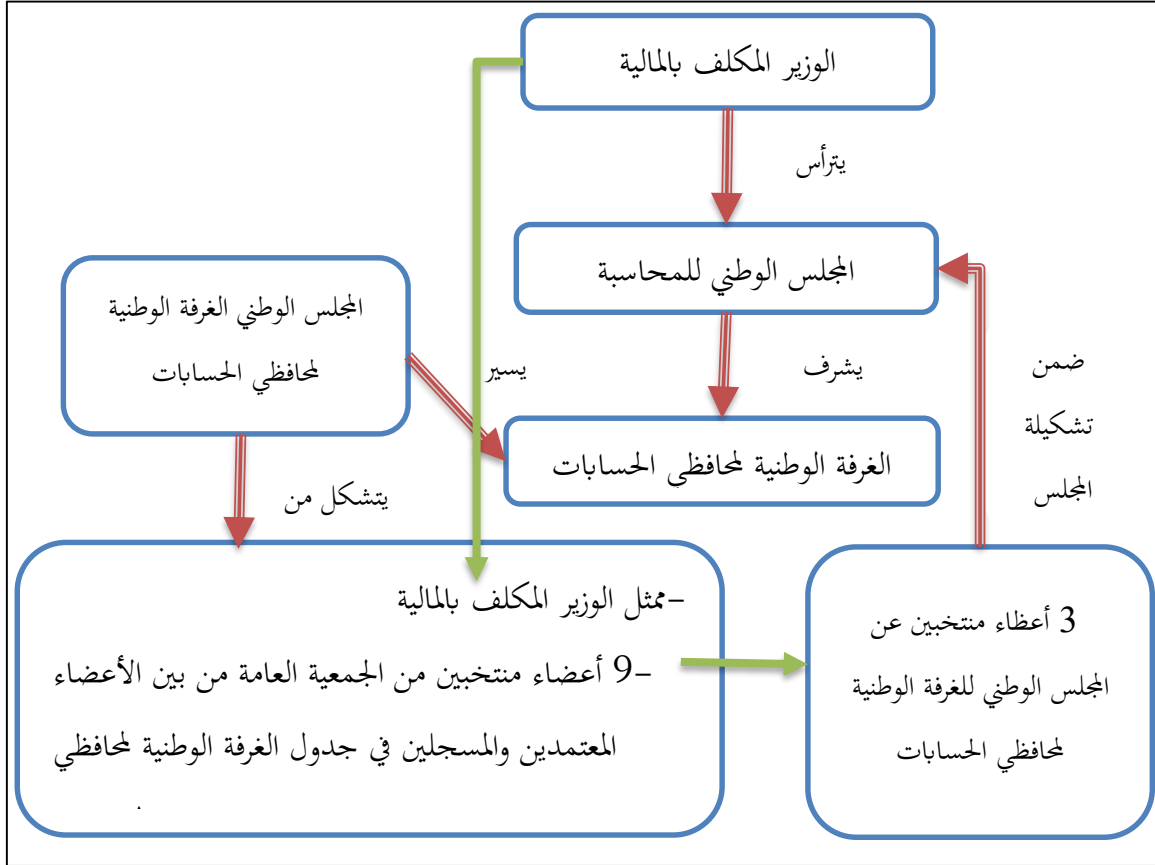 الوزير المكلف بالمالية
يترأس
المجلس الوطني للمحاسبة
المجلس الوطني الغرفة الوطنية
لمحافظي الحسابات
يسير
يشرف
ضمن
تشكيلة
المجلس
الغرفة الوطنية لمحافظي الحسابات
يتشكل من
-ممثل الوزير المكلف بالمالية
-9 أعضاء منتخبين من الجمعية العامة من بين الأعضاء
المعتمدين والمسجلين في جدول الغرفة الوطنية لمحافظي
3 أعظاء منتخبين عن
المجلس الوطني للغرفة الوطنية
لمحافظي الحسابات